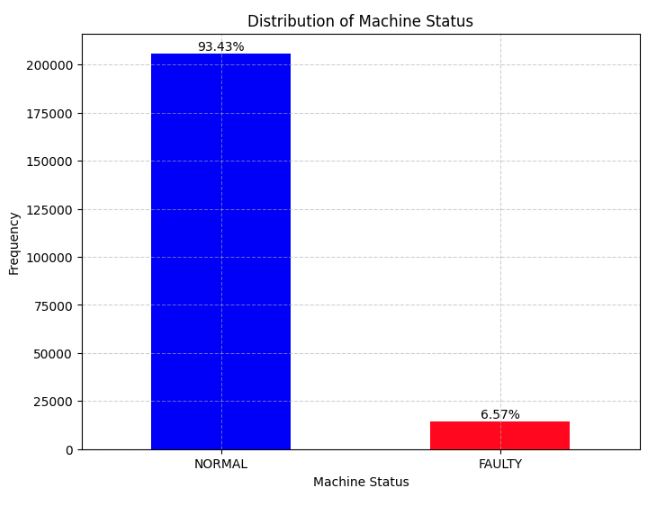 Distribution of Machine Status
93.43%
200000
175000
150000
125000
100000
75000
50000
25000
0
6.57%
Frequency
NORMAL
FAULTY
Machine Status